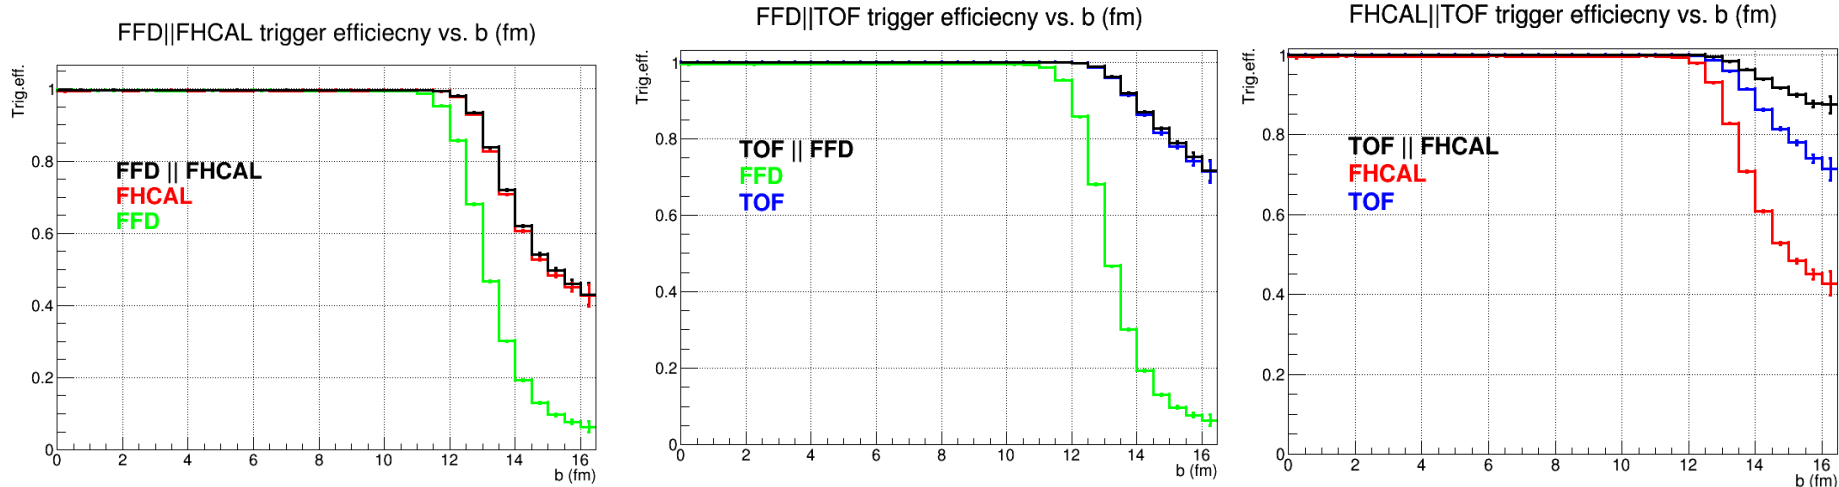 FFD||FHCAL trigger efficiecny vs. b (fm)
Trig.eff.
1
0.8
0.6
0.4
0.2
0
FFD || FHCAL
FHCAL
FFD
0 2 4 6 8 10 12 14 16
b (fm)
FFD||TOF trigger efficiecny vs. b (fm)
Trig.eff.
1
0.8
0.6
0.4
0.2
0
TOF || FFD
FFD
TOF
0 2 4 6 8 10 12 14 16
b (fm)
FHCAL||TOF trigger efficiecny vs. b (fm)
Trig.eff.
1
0.8
0.6
0.4
0.2
0
TOF || FHCAL
FHCAL
TOF
0 2 4 6 8 10 12 14 16
b (fm)